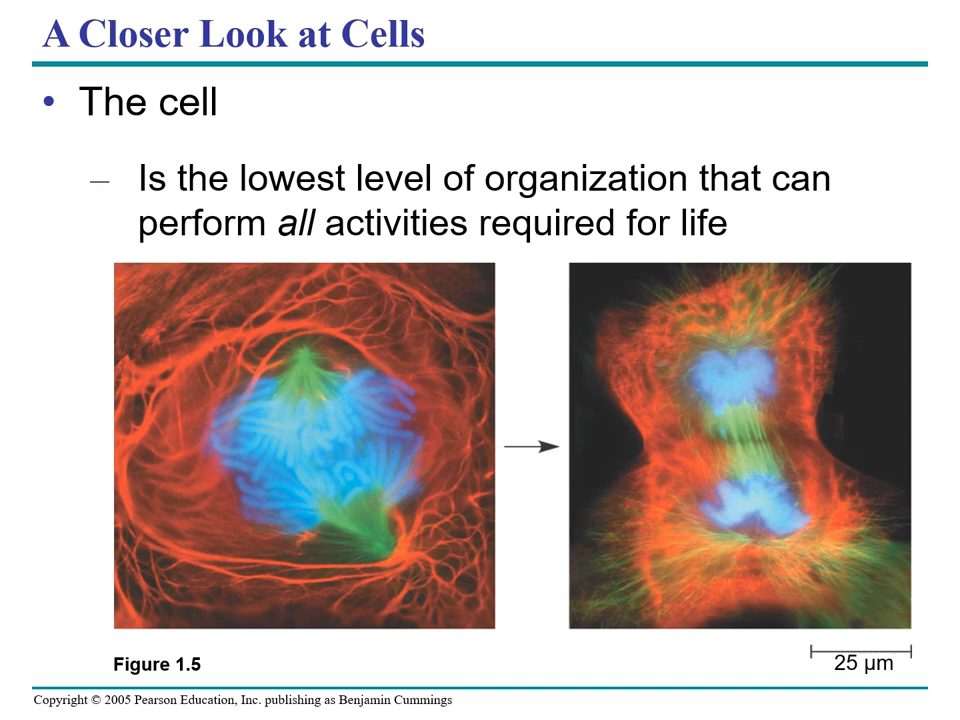 A Closer Look at Cells
• The cell
– Is the lowest level of organization that can
perform all activities required for life
Figure 1.5
25 µm
Copyright © 2005 Pearson Education, Inc. publishing as Benjamin Cummings